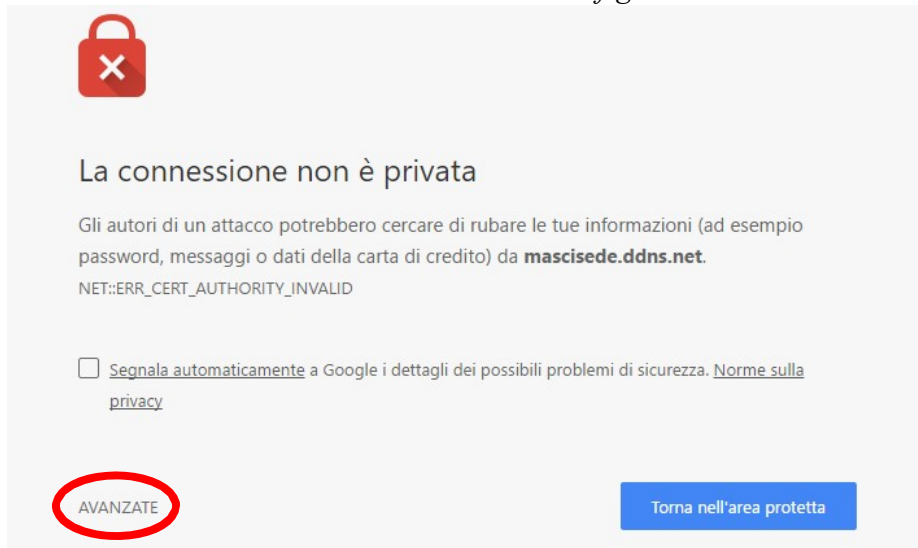 La connessione non è privata
Gli autori di un attacco potrebbero cercare di rubare le tue informazioni (ad esempio
password, messaggi o dati della carta di credito) da mascisede.ddns.net.
NET::ERR_CERT_AUTHORITY_INVALID
Segnala automaticamente a Google i dettagli dei possibili problemi di sicurezza. Norme sulla
privacy
AVANZATE
Torna nell'area protetta